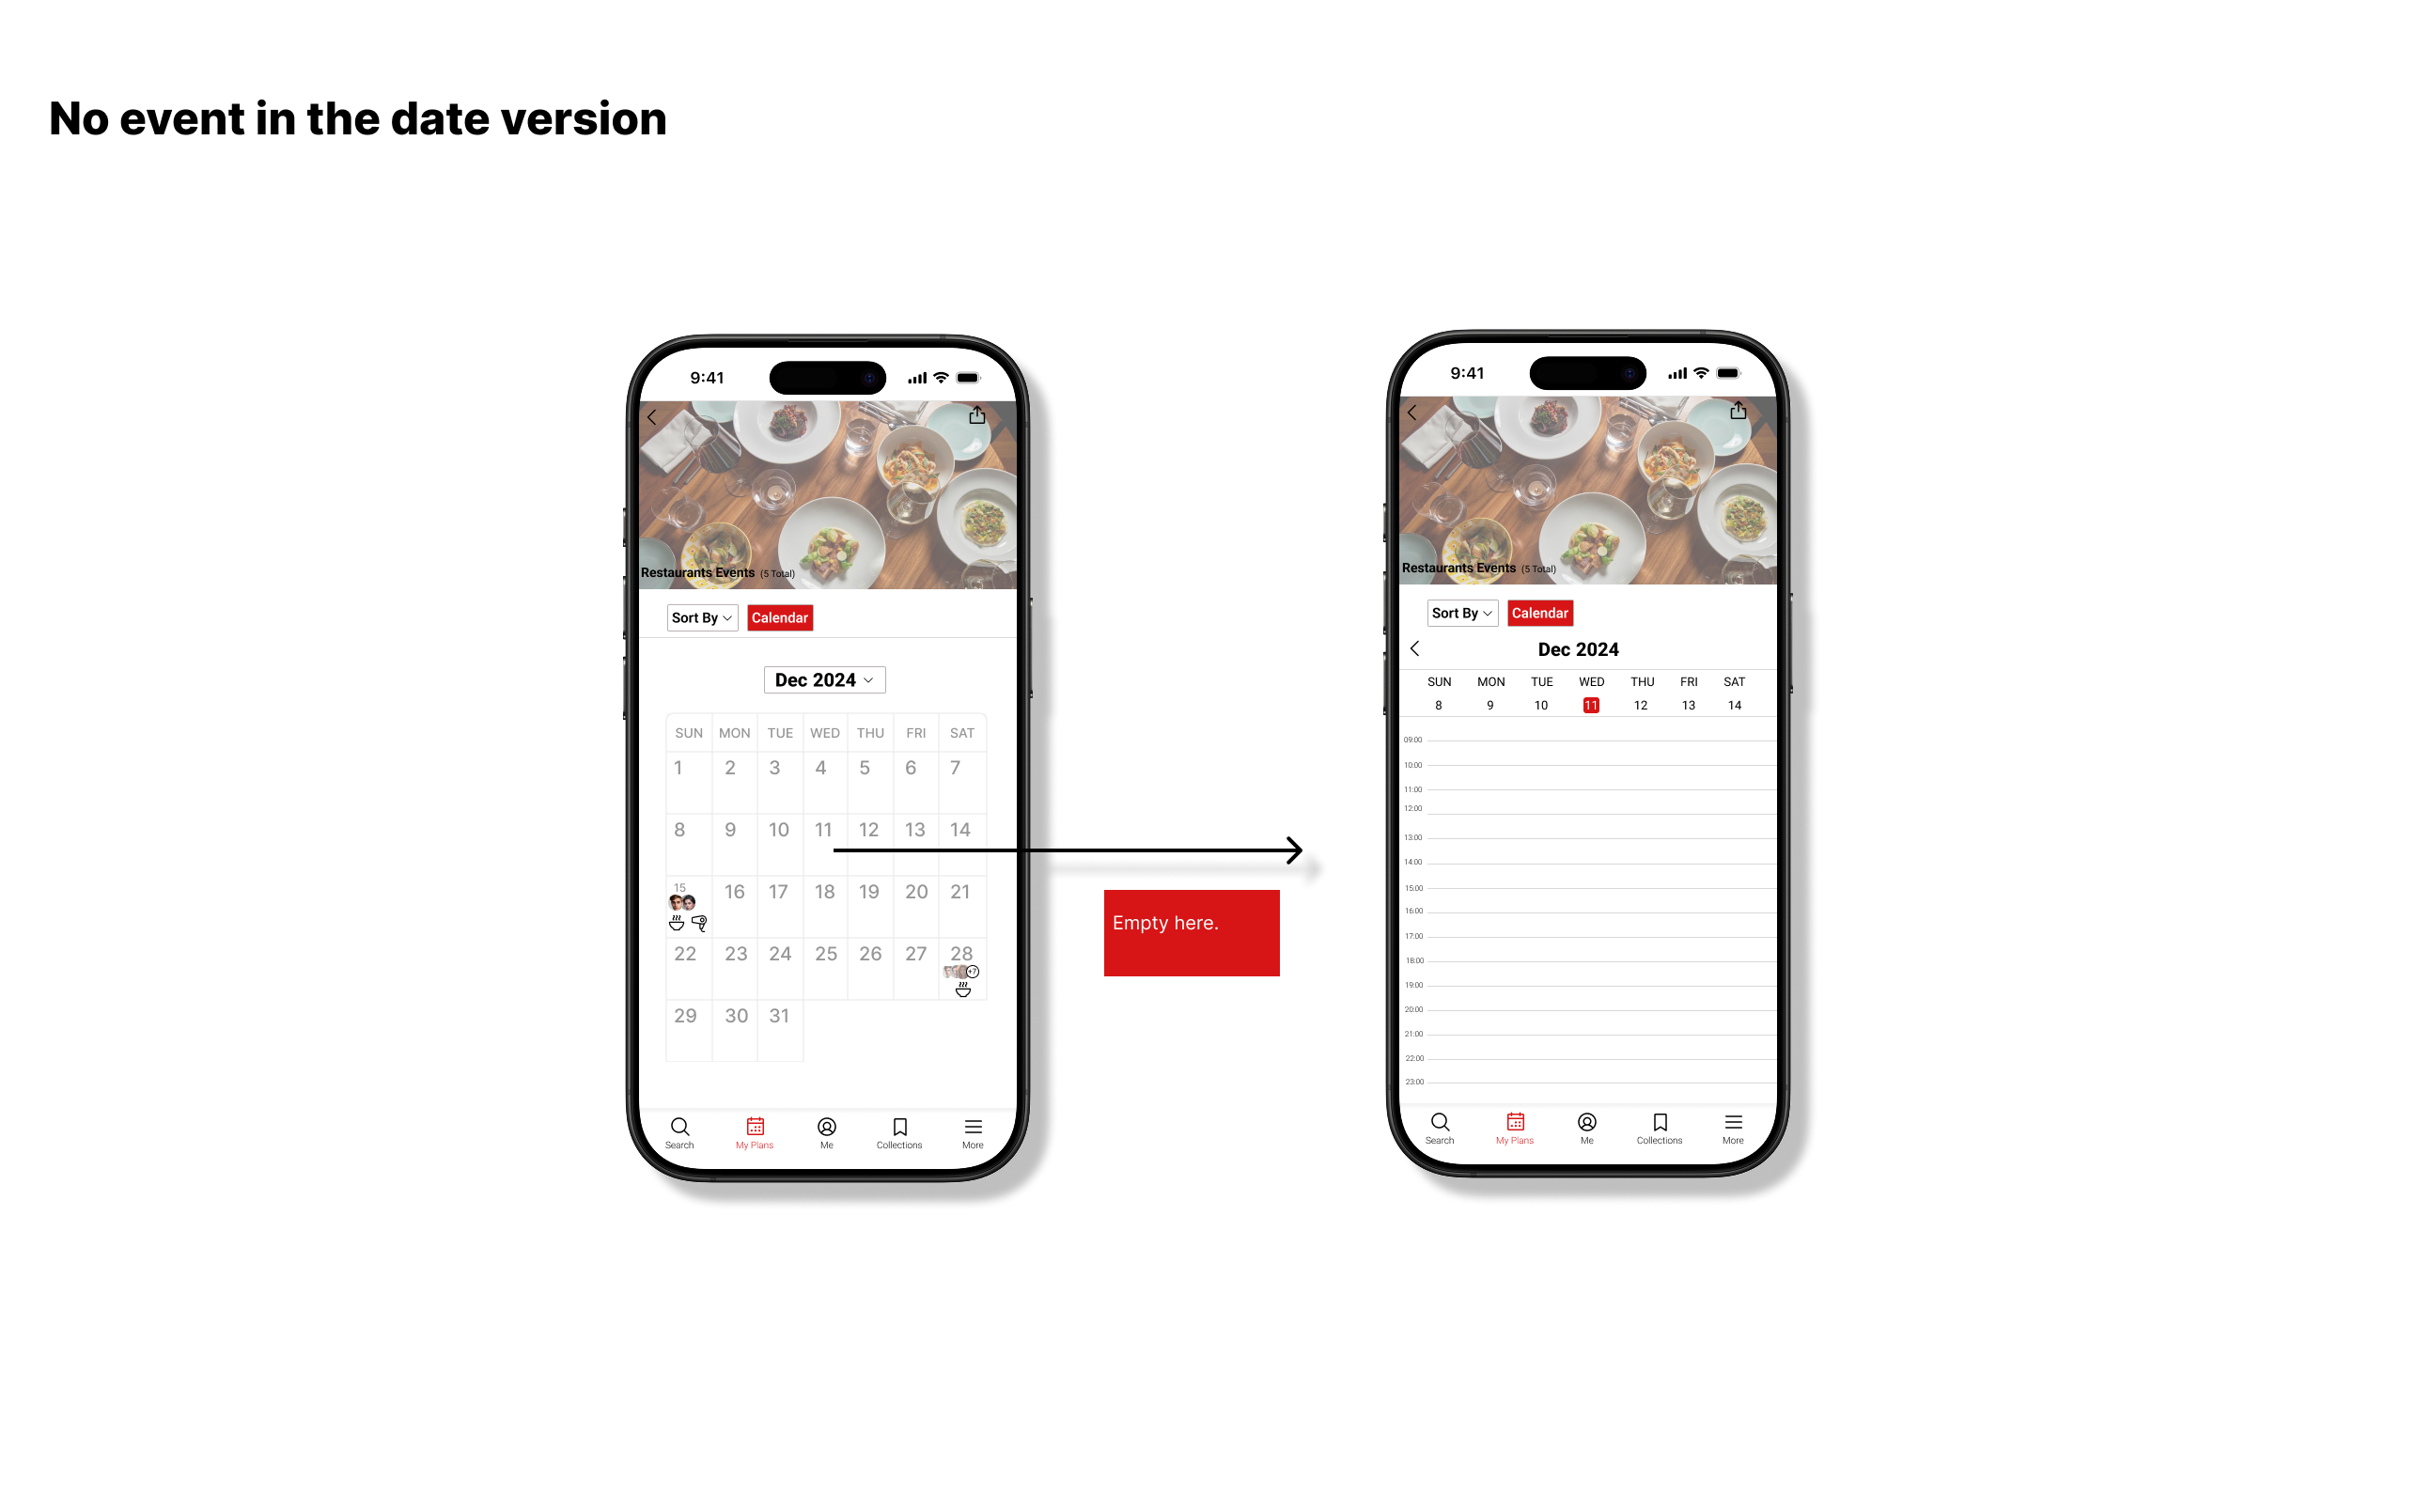 No event in the date version
9:41
Restaurants Events (5 Total)
Sort By Calendar
Dec 2024
SUN MON TUE WED THU FRI SAT
1 2 3 4 5 6 7
8 9 10 11 12 13 14
15 16 17 18 19 20 21
22 23 24 25 26 27 28
+7
29 30 31
Search My Plans Me Collections More
Empty here.
9:41
Restaurants Events (5 Total)
Sort By Calendar
Dec 2024
SUN MON TUE WED THU FRI SAT
8 9 10 11 12 13 14
09:00
10:00
11:00
12:00
13:00
14:00
15:00
16:00
17:00
18:00
19:00
20:00
21:00
22:00
23:00
Search My Plans Me Collections More